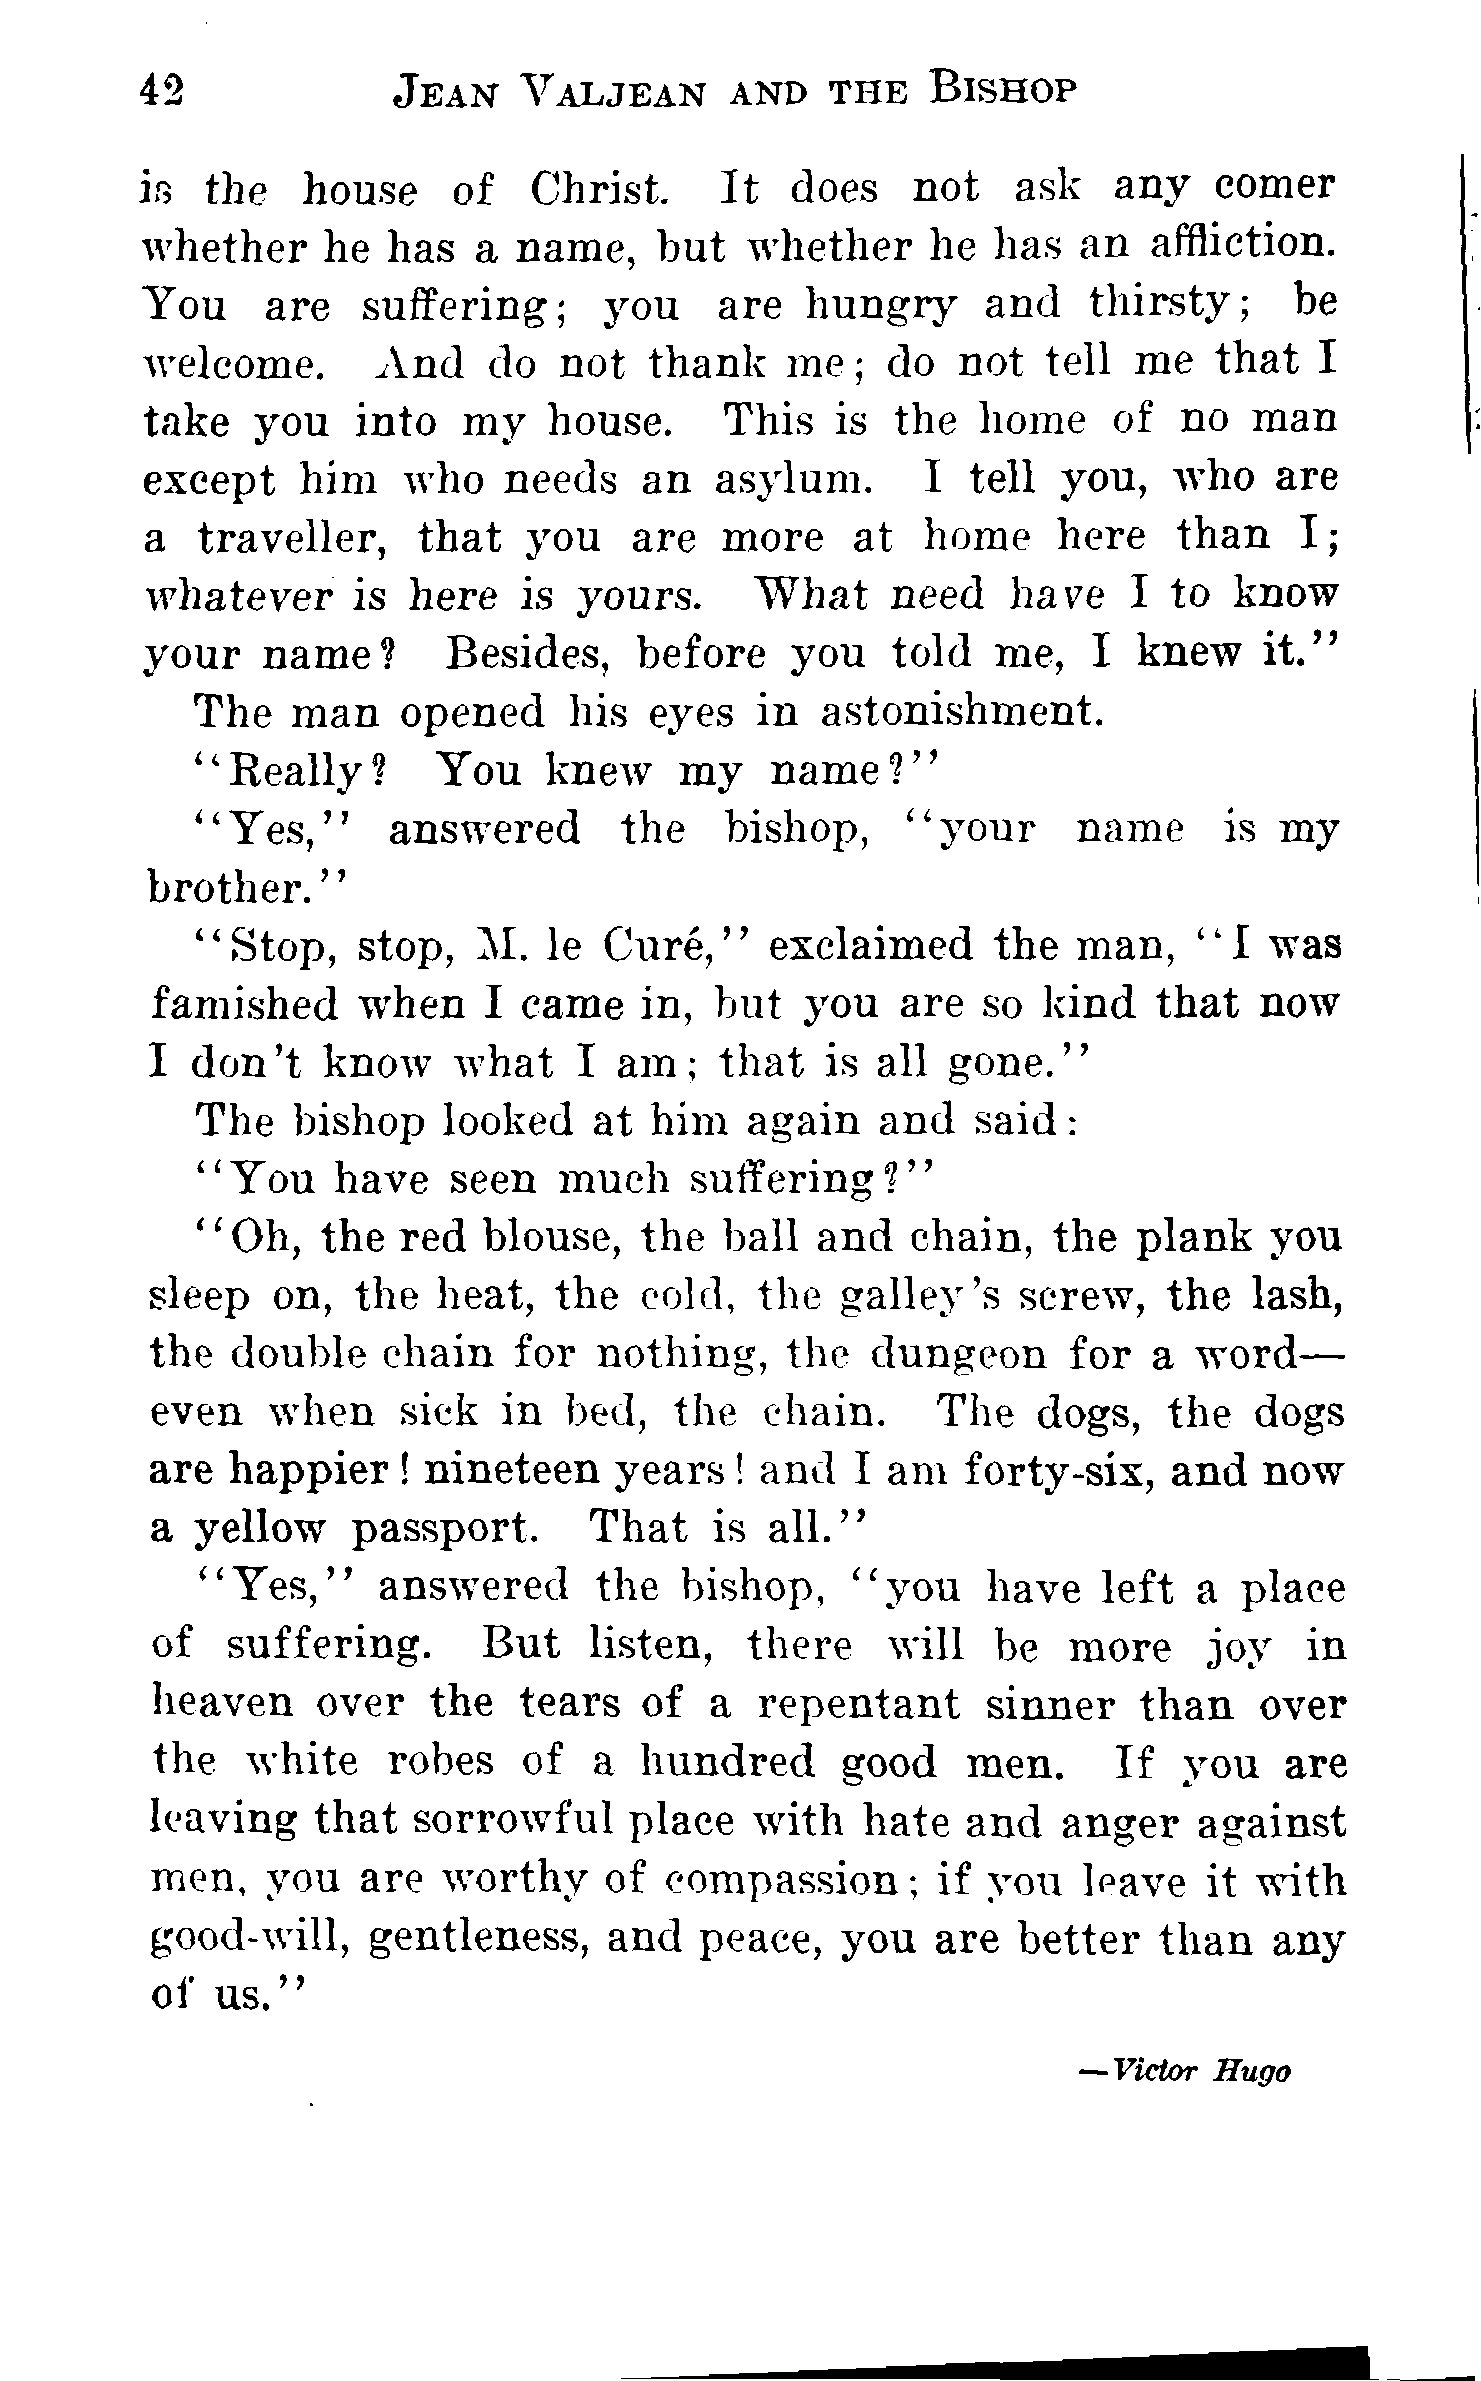 42 JEAN VALJEAN AND THE BISHOP
is the house of Christ. It does not ask any comer
whether he has a name, but whether he has an affliction.
You are suffering; you are hungry and thirsty; be
welcome. And do not thank me; do not tell me that I
take you into my house. This is the home of no man
except him who needs an asylum. I tell you, who are
a traveller, that you are more at home here than I;
whatever is here is yours. What need have I to know
your name? Besides, before you told me, I knew it."
The man opened his eyes in astonishment.
"Really? You knew my name?"
"Yes," answered the bishop, "your name is my
brother."
"Stop, stop, M. le Curé," exclaimed the man, "I was
famished when I came in, but you are so kind that now
I don't know what I am; that is all gone."
The bishop looked at him again and said:
"You have seen much suffering?"
"Oh, the red blouse, the ball and chain, the plank you
sleep on, the heat, the cold, the galley's screw, the lash,
the double chain for nothing, the dungeon for a word—
even when sick in bed, the chain. The dogs, the dogs
are happier! nineteen years! and I am forty-six, and now
a yellow passport. That is all."
"Yes," answered the bishop, "you have left a place
of suffering. But listen, there will be more joy in
heaven over the tears of a repentant sinner than over
the white robes of a hundred good men. If you are
leaving that sorrowful place with hate and anger against
men, you are worthy of compassion; if you leave it with
good-will, gentleness, and peace, you are better than any
of us."
—Victor Hugo